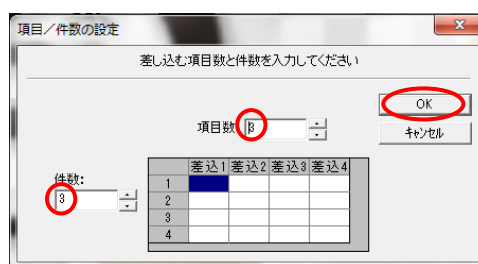 項目/件数の設定
差し込む項目数と件数を入力してください
OK
項目数 3
キャンセル
件数:
3
差込1 差込2 差込3 差込4
1
2
3
4